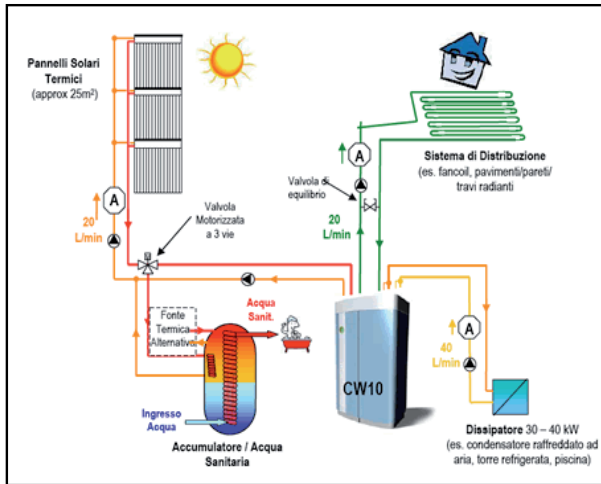 Pannelli Solari
Termici
(approx 25m²)
A
20
L/min
Valvola
Motorizzata
a 3 vie
Fonte
Termica
Alternativa
Acqua
Sanit.
Ingresso
Acqua
Accumulatore / Acqua
Sanitaria
A
Valvola di
equilibrio
20
L/min
Sistema di Distribuzione
(es. fancoil, pavimenti/pareti/
travi radianti)
CW10
A
40
L/min
Dissipatore 30 – 40 kW
(es. condensatore raffreddato ad
aria, torre refrigerata, piscina)